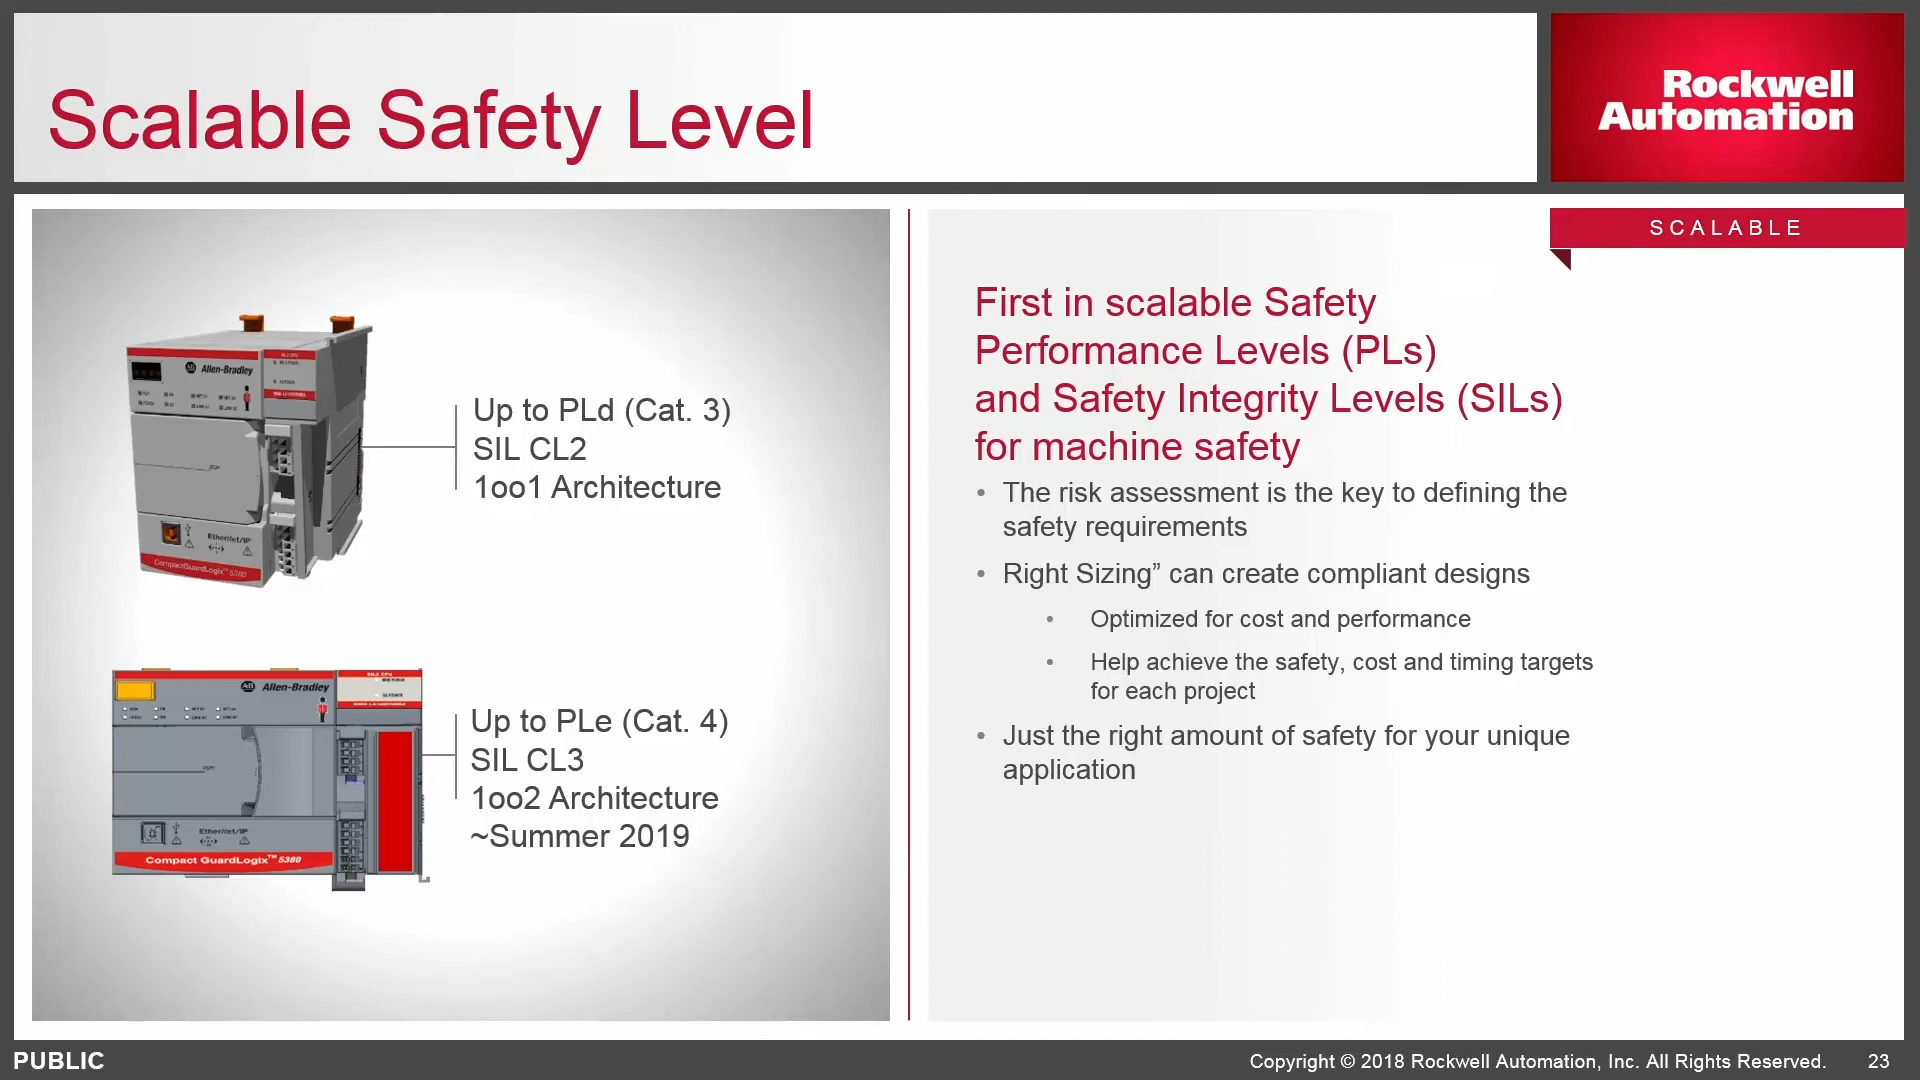 Scalable Safety Level
Rockwell
Automation
SCALABLE
Allen-Bradley
EtherNet/IP
CompactGuardLogix™ 5380
Up to PLd (Cat. 3)
SIL CL2
1oo1 Architecture
Allen-Bradley
EtherNet/IP
Compact GuardLogix™ 5380
Up to PLe (Cat. 4)
SIL CL3
1oo2 Architecture
~Summer 2019
First in scalable Safety
Performance Levels (PLs)
and Safety Integrity Levels (SILs)
for machine safety
• The risk assessment is the key to defining the
safety requirements
• Right Sizing” can create compliant designs
• Optimized for cost and performance
• Help achieve the safety, cost and timing targets
for each project
• Just the right amount of safety for your unique
application
PUBLIC
Copyright © 2018 Rockwell Automation, Inc. All Rights Reserved.
23